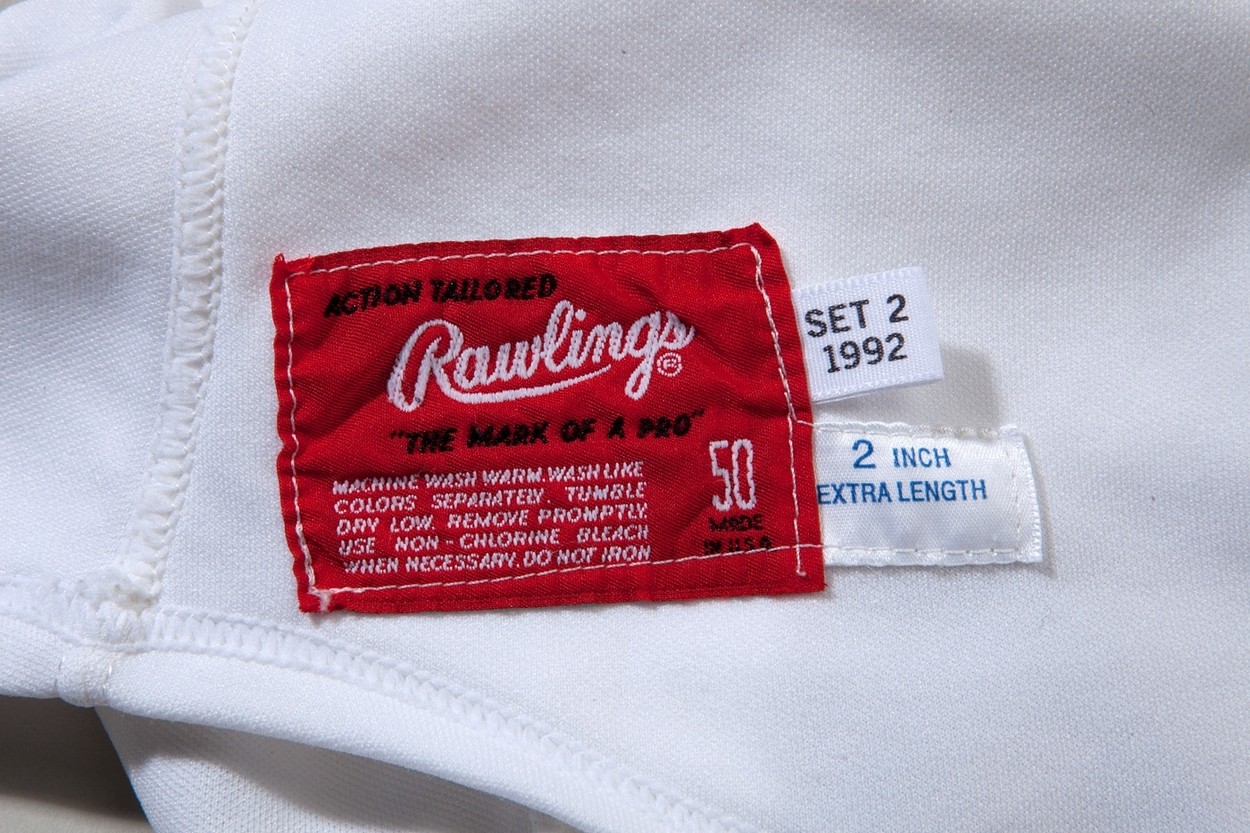 ACTION TAILORED
Rawlings®
"THE MARK OF A PRO"
MACHINE WASH WARM. WASH LIKE
COLORS SEPARATELY. TUMBLE
DRY LOW. REMOVE PROMPTLY
USE NON-CHLORINE BLEACH
WHEN NECESSARY. DO NOT IRON
50
MADE
IN U.S.A
SET 2
1992
2 INCH
EXTRA LENGTH